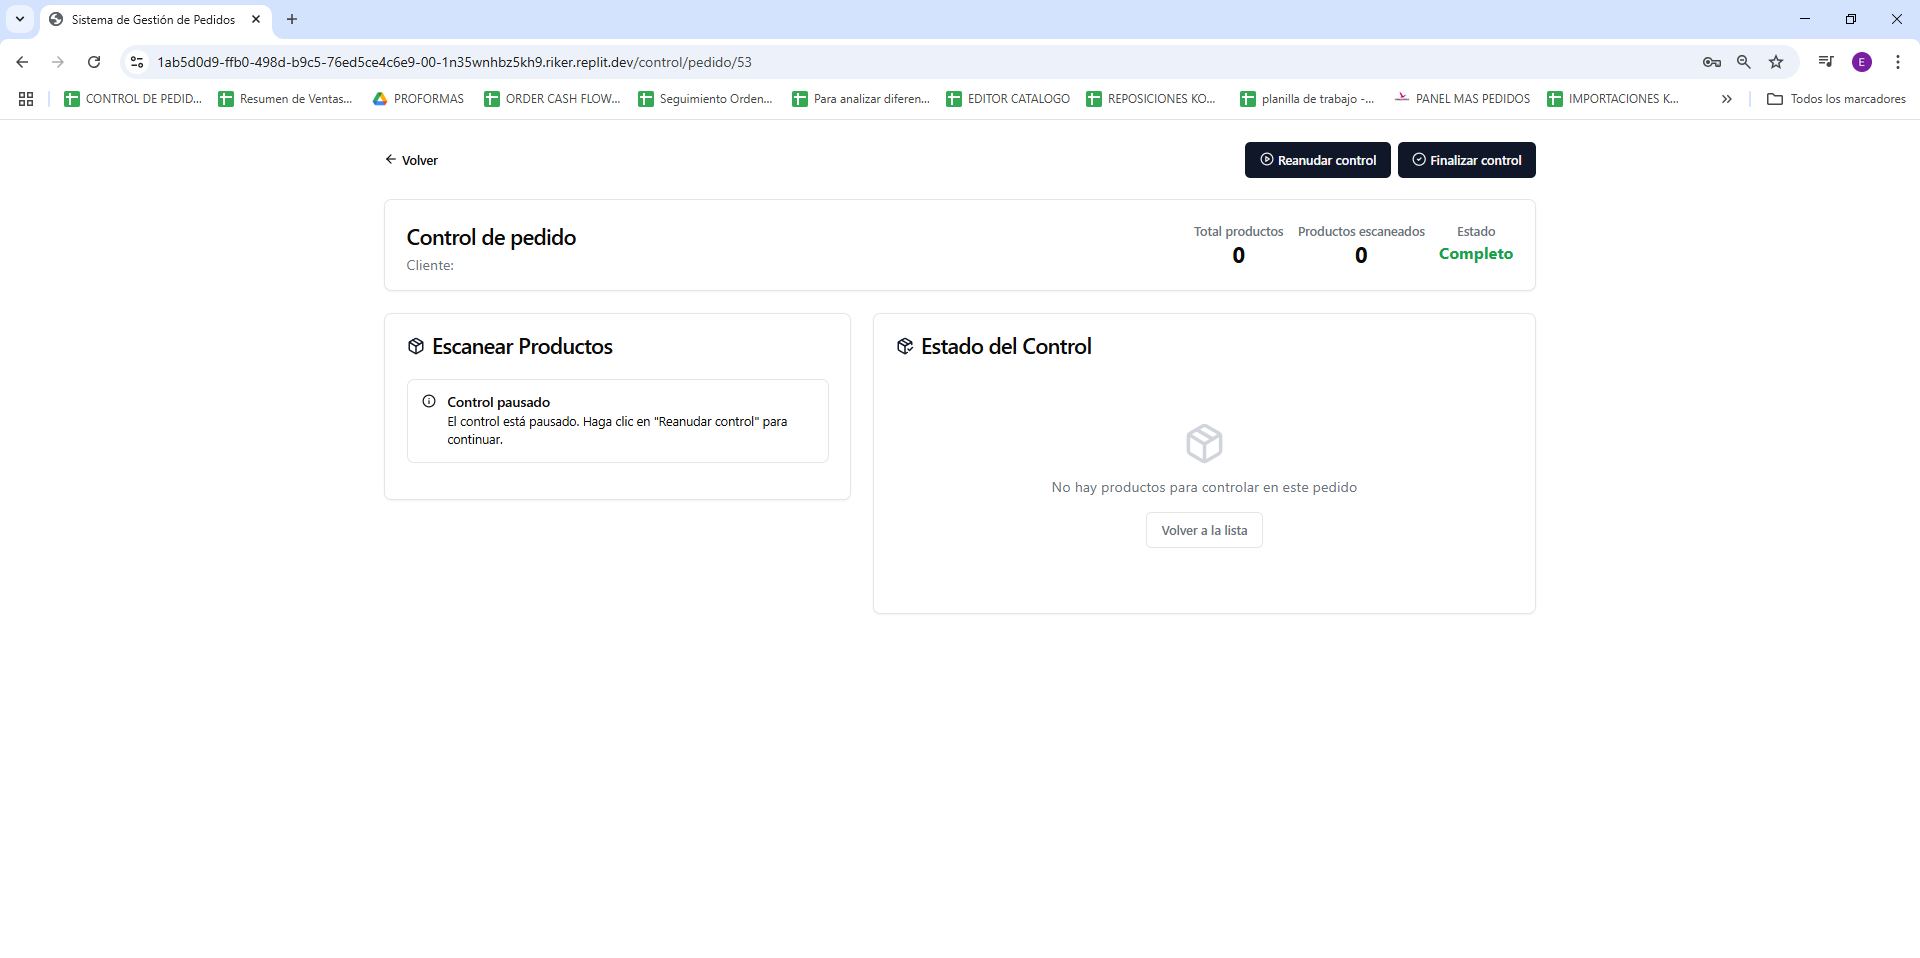 Sistema de Gestión de Pedidos
1ab5d0d9-ffb0-498d-b9c5-76ed5ce4c6e9-00-1n35wnhbz5kh9.riker.replit.dev/control/pedido/53
E
CONTROL DE PEDID...
Resumen de Ventas...
PROFORMAS
ORDER CASH FLOW...
Seguimiento Orden...
Para analizar diferen...
EDITOR CATALOGO
REPOSICIONES KO...
planilla de trabajo -...
PANEL MAS PEDIDOS
IMPORTACIONES K...
Todos los marcadores
Volver
Reanudar control
Finalizar control
Control de pedido
Cliente:
Total productos
0
Productos escaneados
0
Estado
Completo
Escanear Productos
Control pausado
El control está pausado. Haga clic en "Reanudar control" para
continuar.
Estado del Control
No hay productos para controlar en este pedido
Volver a la lista